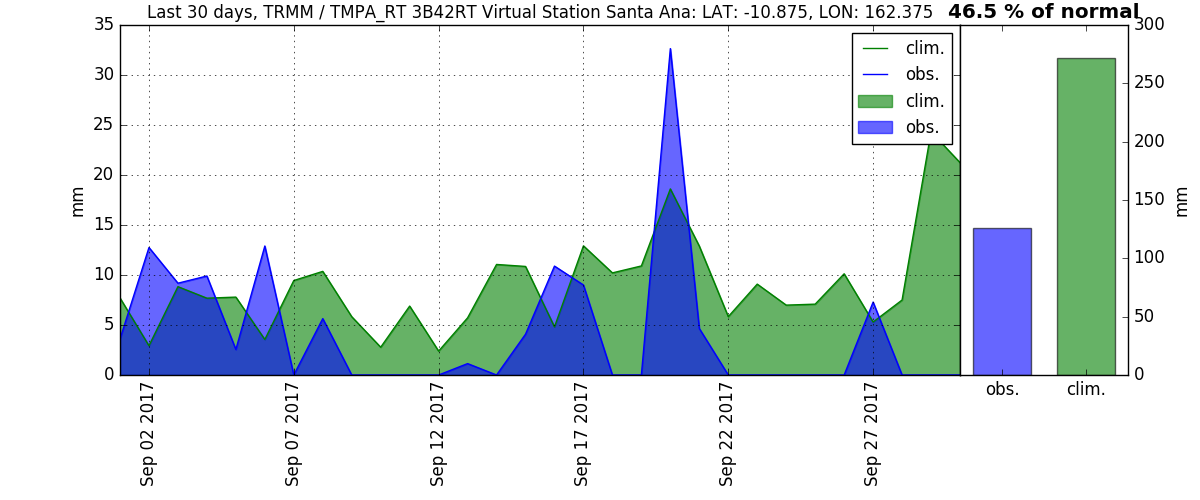 Last 30 days, TRMM / TMPA_RT 3B42RT Virtual Station Santa Ana: LAT: -10.875, LON: 162.375
46.5 % of normal
35
30
25
20
15
10
5
0
mm
clim.
obs.
clim.
obs.
Sep 02 2017
Sep 07 2017
Sep 12 2017
Sep 17 2017
Sep 22 2017
Sep 27 2017
300
250
200
150
100
50
0
mm
obs.
clim.